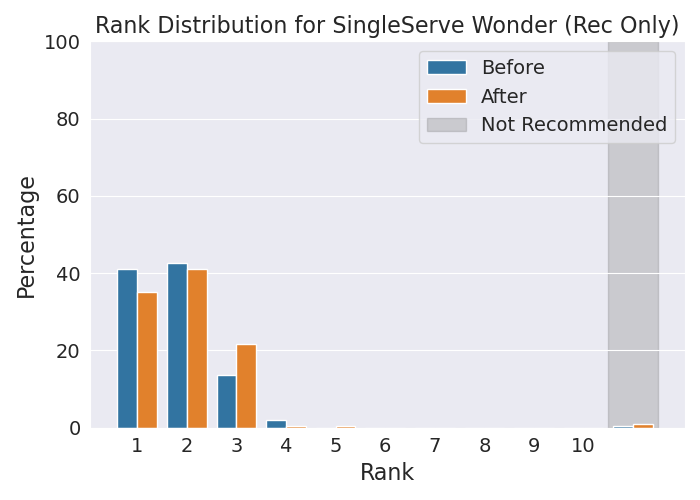 Rank Distribution for SingleServe Wonder (Rec Only)
100
80
60
40
20
0
Percentage
Before
After
Not Recommended
1 2 3 4 5 6 7 8 9 10
Rank